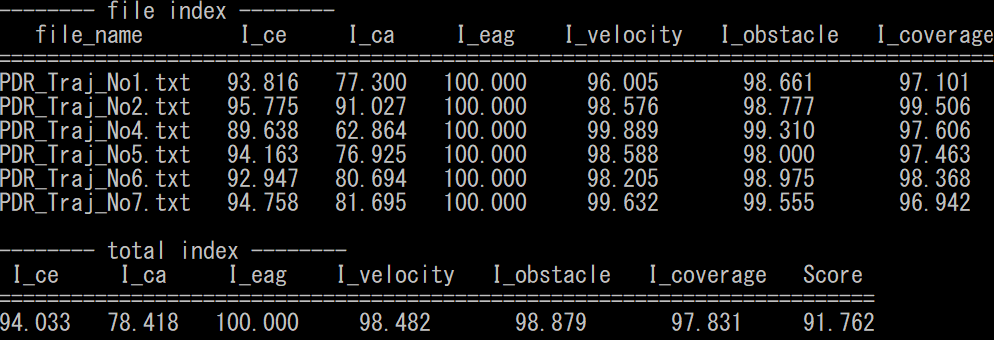 -------- file index --------
file_name I_ce I_ca I_eag I_velocity I_obstacle I_coverage
================================================================================
PDR_Traj_No1.txt 93.816 77.300 100.000 96.005 98.661 97.101
PDR_Traj_No2.txt 95.775 91.027 100.000 98.576 98.777 99.506
PDR_Traj_No4.txt 89.638 62.864 100.000 99.889 99.310 97.606
PDR_Traj_No5.txt 94.163 76.925 100.000 98.588 98.000 97.463
PDR_Traj_No6.txt 92.947 80.694 100.000 98.205 98.975 98.368
PDR_Traj_No7.txt 94.758 81.695 100.000 99.632 99.555 96.942
-------- total index --------
I_ce I_ca I_eag I_velocity I_obstacle I_coverage Score
=========================================================================
94.033 78.418 100.000 98.482 98.879 97.831 91.762